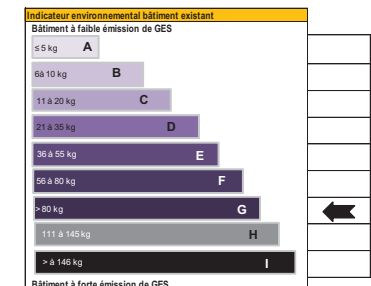 Indicateur environnemental bâtiment existant
Bâtiment à faible émission de GES
≤ 5 kg A
6à 10 kg B
11 à 20 kg C
21 à 35 kg D
36 à 55 kg E
56 à 80 kg F
> 80 kg G
111 à 145 kg H
> à 146 kg I
Bâtiment à forte émission de GES